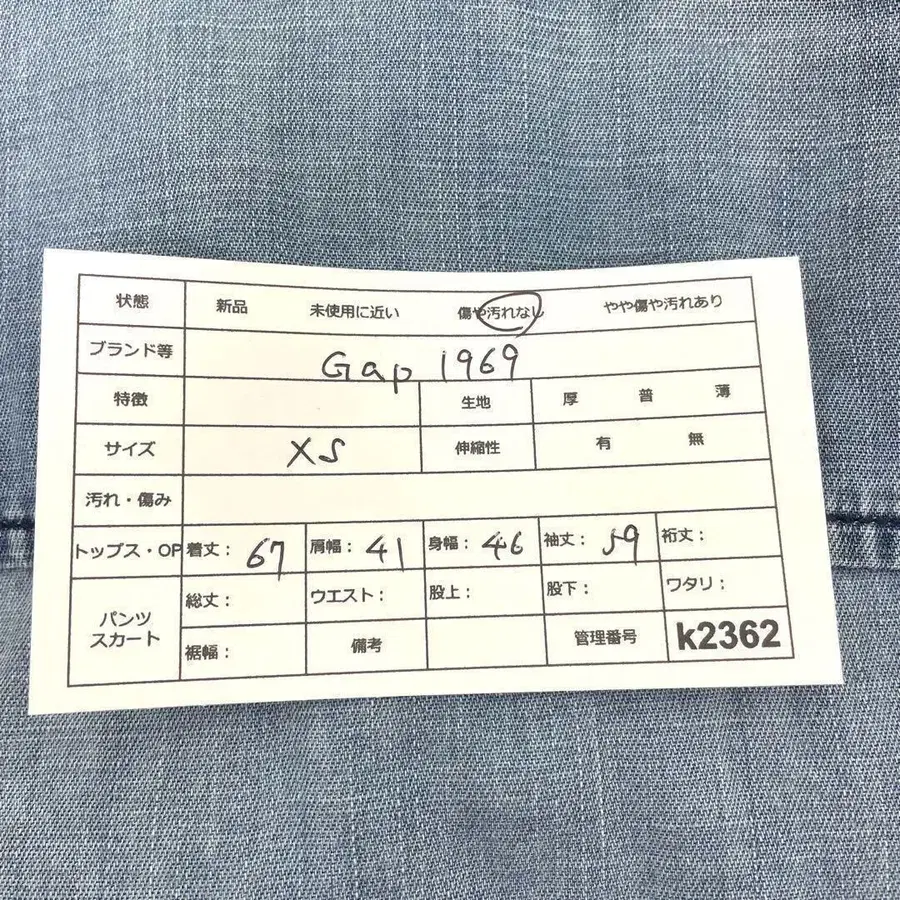 状態 新品 未使用に近い 傷や汚れなし やや傷や汚れあり
ブランド等 Gap 1969
特徴 生地 厚 普 薄
サイズ XS 伸縮性 有 無
汚れ・傷み
トップス・OP 着丈: 67 肩幅: 41 身幅: 46 袖丈: 59 裄丈:
パンツ スカート 総丈: ウエスト: 股上: 股下: ワタリ:
裾幅: 備考 管理番号 k2362